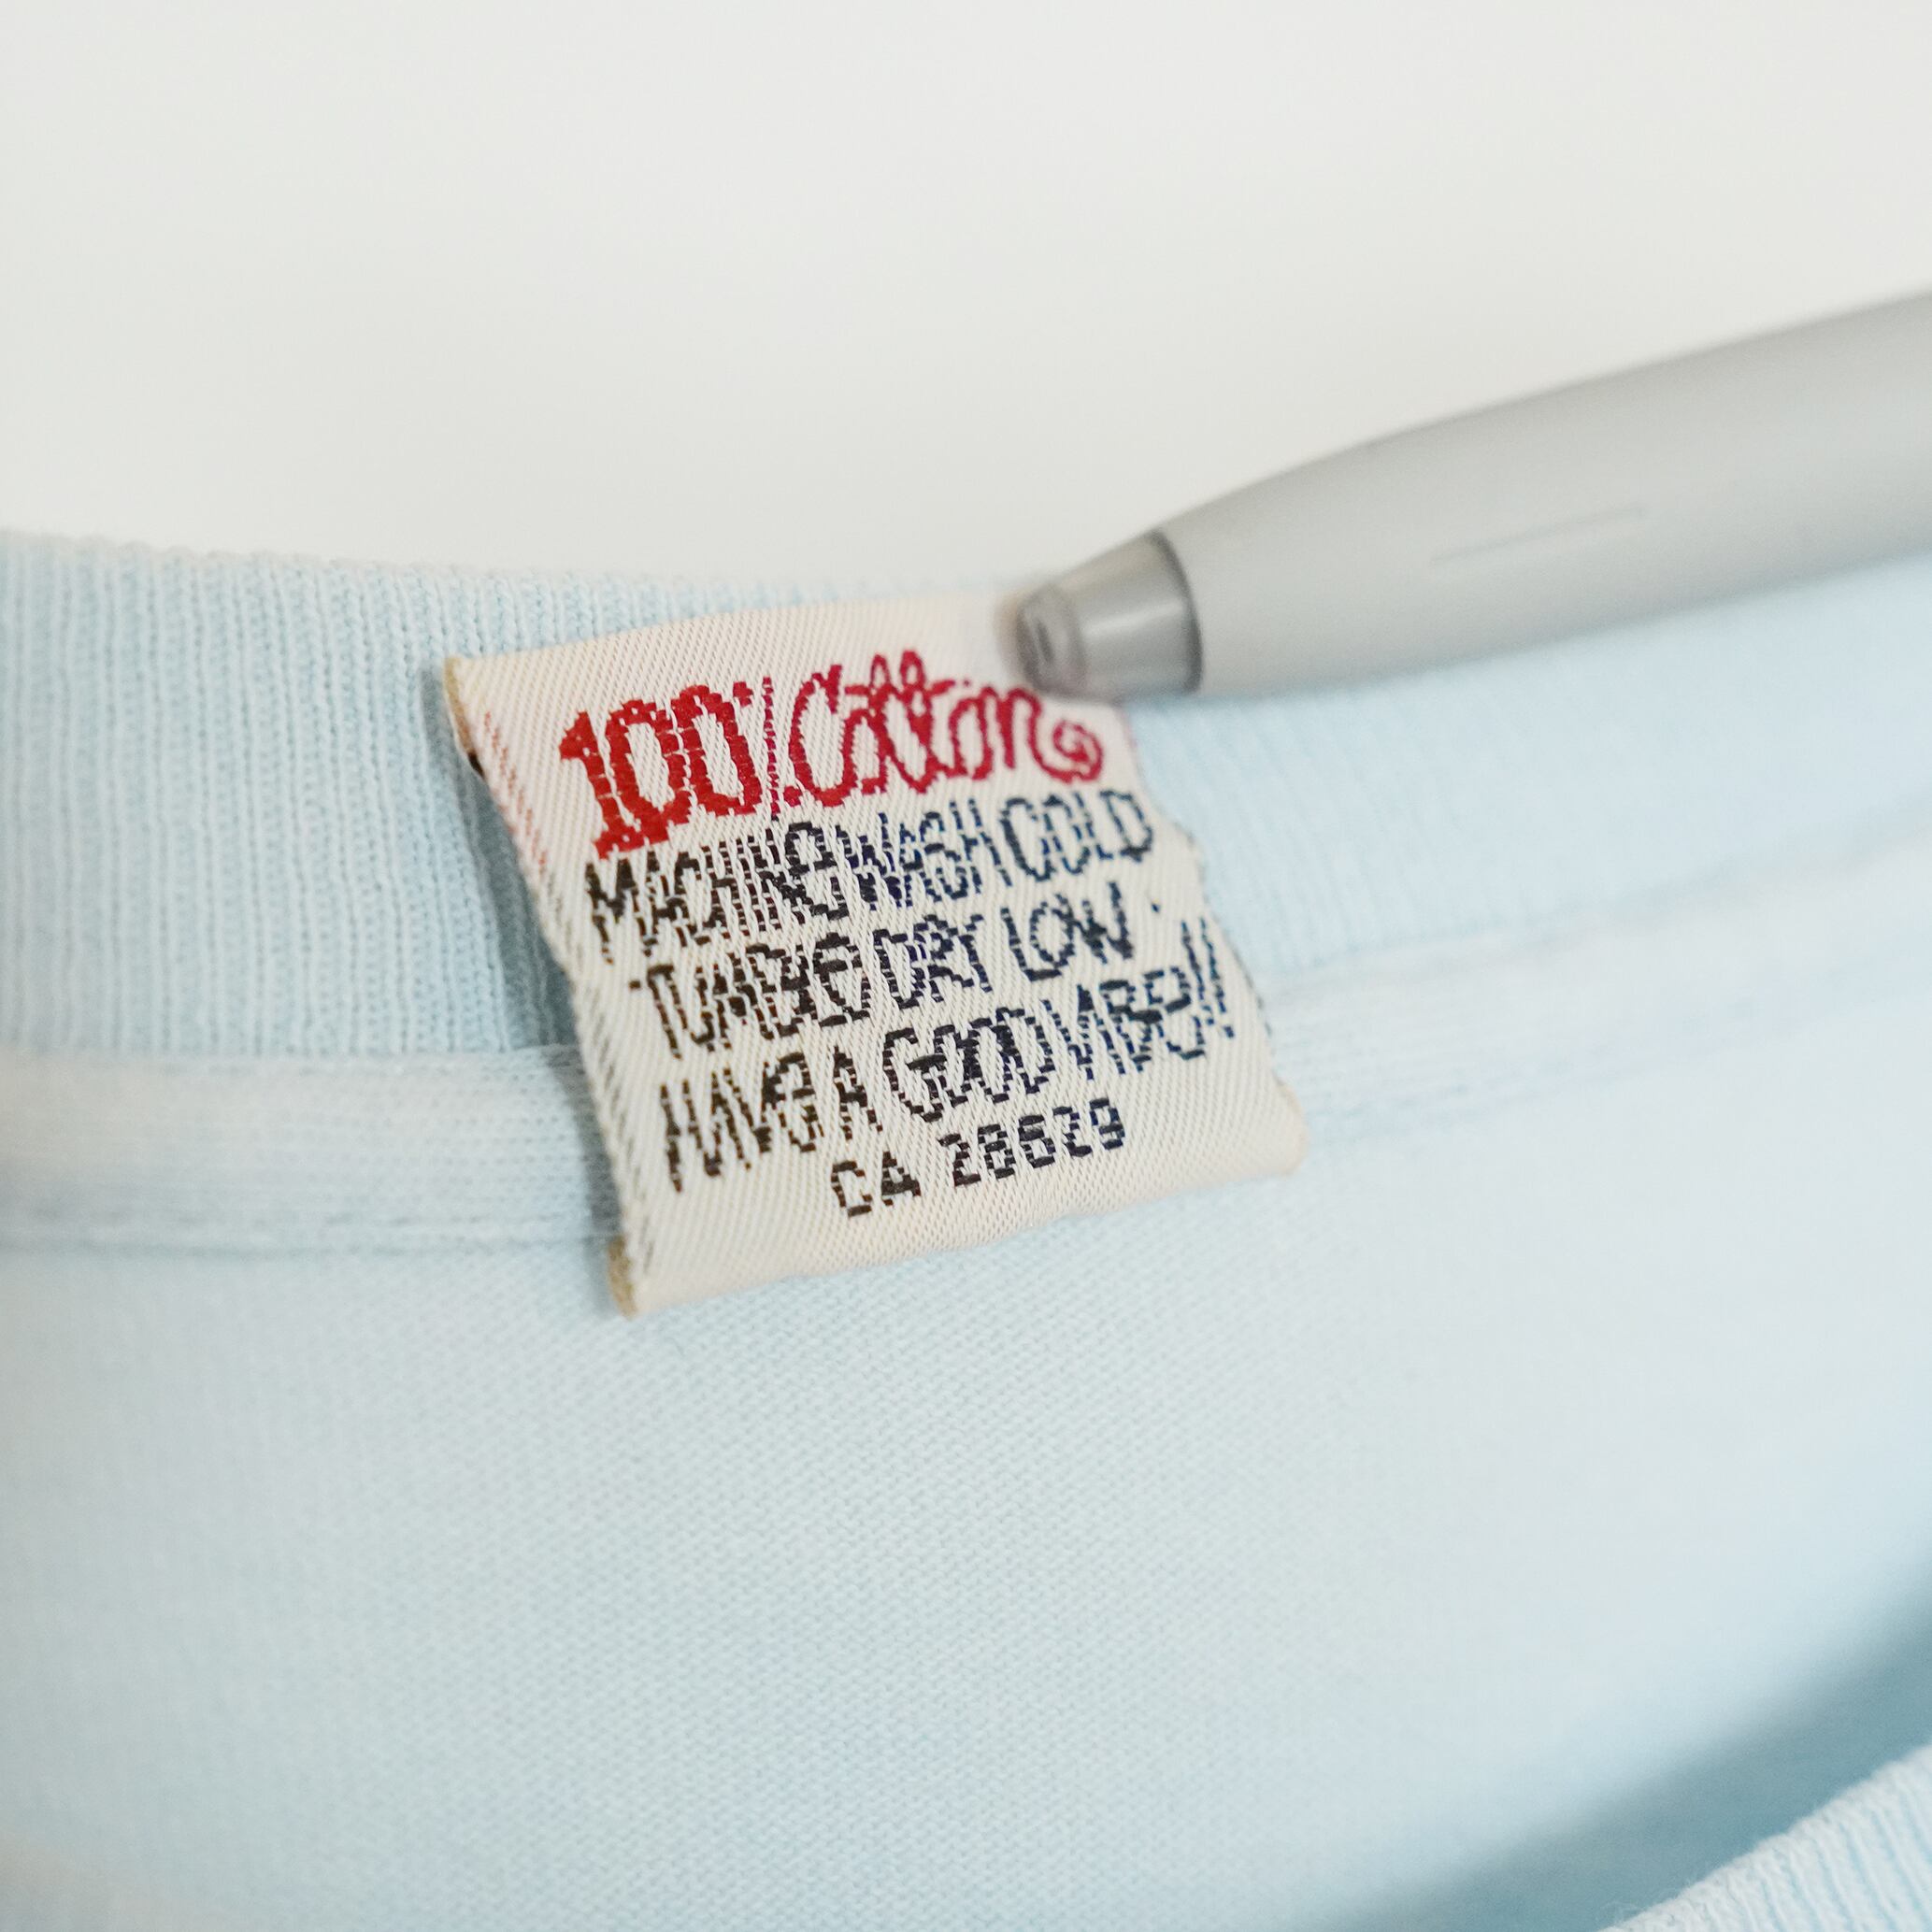 100% Cotton
MACHINE WASH COLD
TUMBLE DRY LOW
HAVE A GOOD VIBE!!
CA 28629